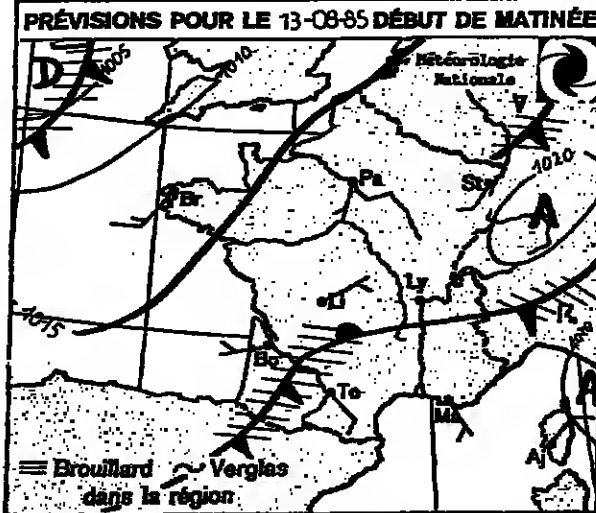 PRÉVISIONS POUR LE 13-08-85 DÉBUT DE MATINÉE
Météorologie
Nationale
D
1005
1010
1020
A
Pa
Str
Br
1015
Li
Ly
Bo
To
Ma
A
Aj
Brouillard
Verglas
dans la région